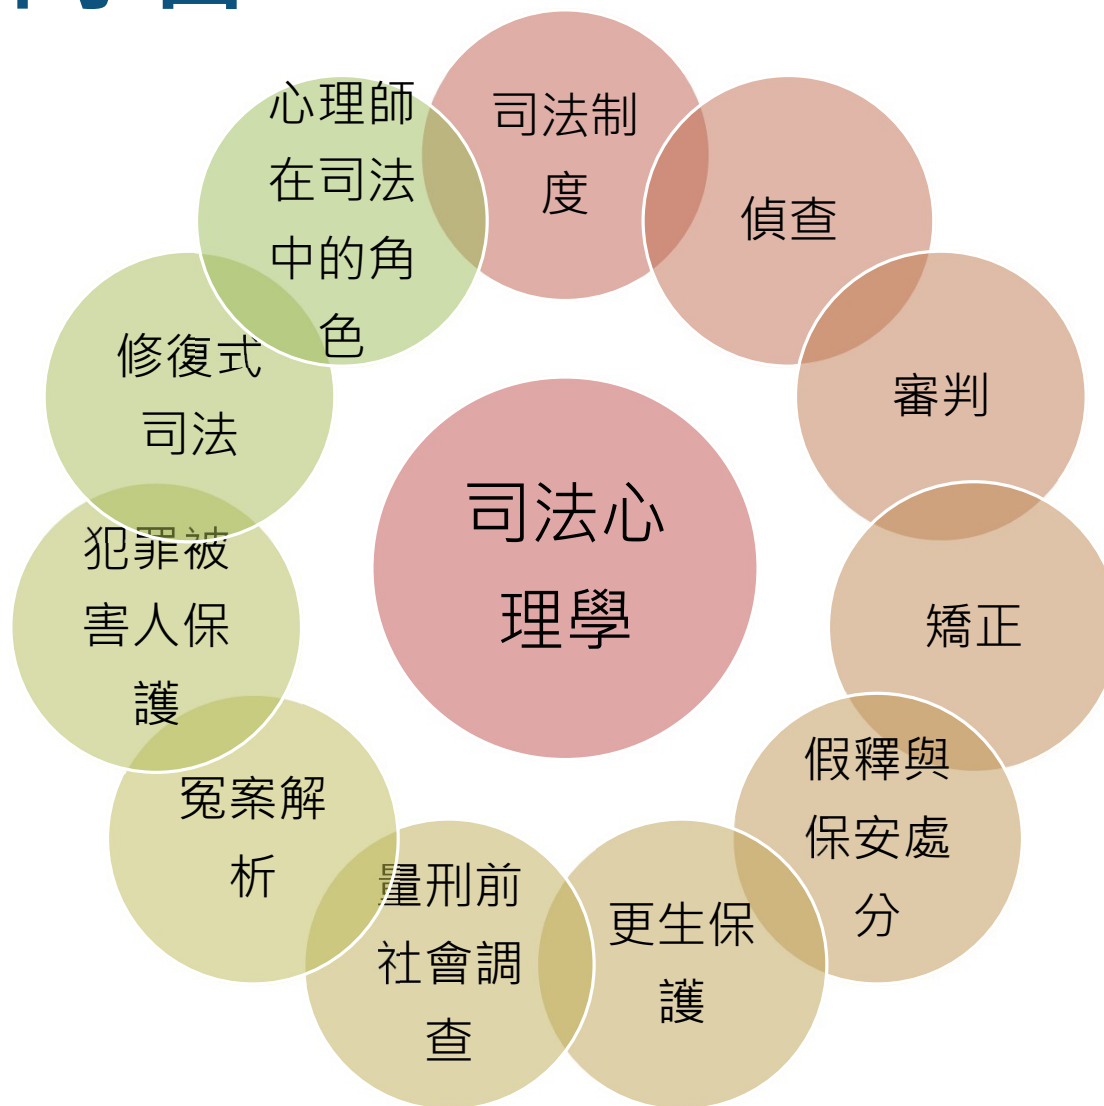 司法制
度
偵查
審判
矯正
假釋與
保安處
分
更生保
護
量刑前
社會調
查
冤案解
析
犯罪被
害人保
護
修復式
司法
心理師
在司法
中的角
色
司法心
理學